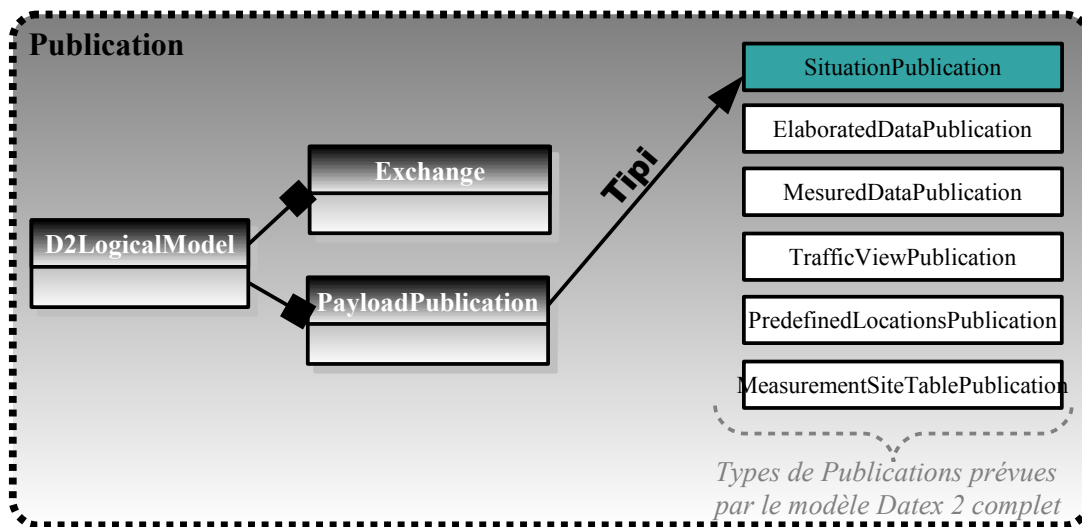 Publication
SituationPublication
ElaboratedDataPublication
Tipi
Exchange
MesuredDataPublication
D2LogicalModel
TrafficViewPublication
PayloadPublication
PredefinedLocationsPublication
MeasurementSiteTablePublication
Types de Publications prévues
par le modèle Datex 2 complet